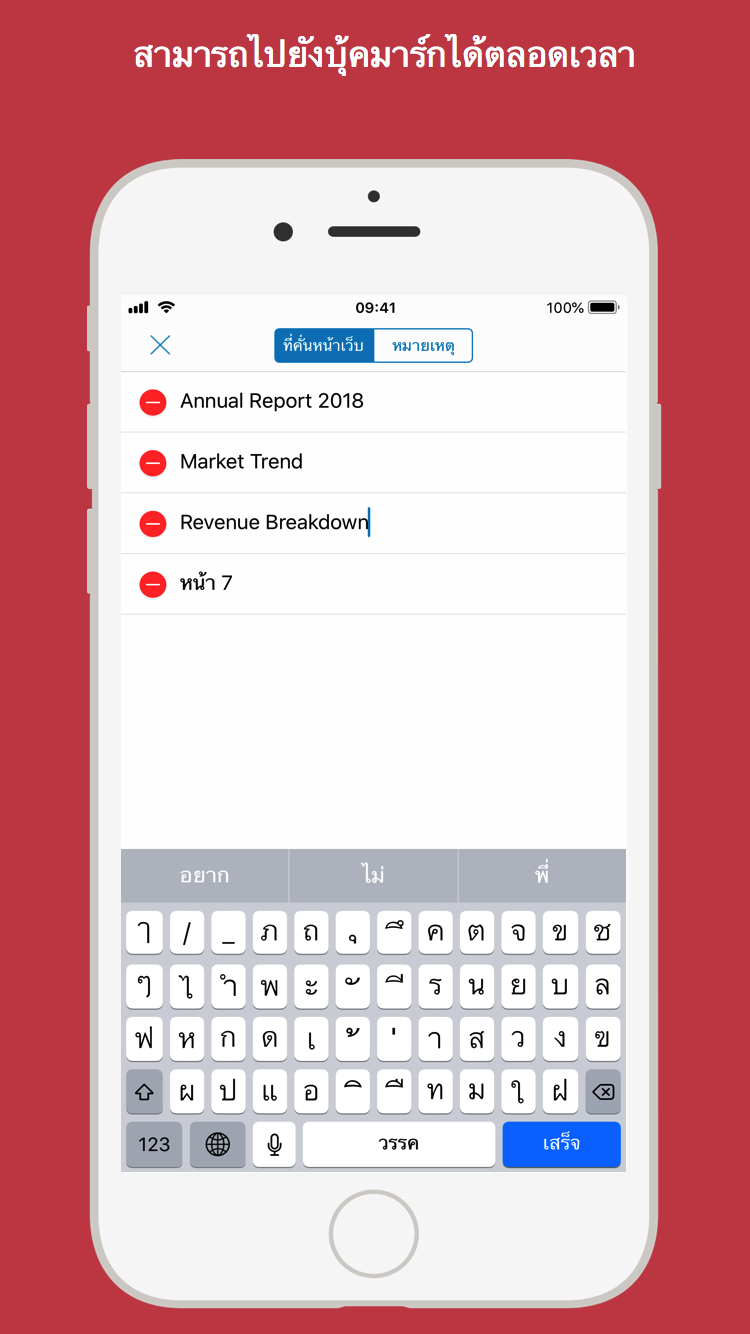 สามารถไปยังบุ้คมาร์กได้ตลอดเวลา
09:41 100%
ที่คั่นหน้าเว็บ หมายเหตุ
Annual Report 2018
Market Trend
Revenue Breakdown
หน้า 7
อยาก ไม่ พี่
ๅ / _ ภ ถ ุ ึ ค ต จ ข ช
ๆ ไ ำ พ ะ ั ี ร น ย บ ล
ฟ ห ก ด เ ้ ่ า ส ว ง ฃ
ผ ป แ อ ิ ื ท ม ใ ฝ
123 วรรค เสร็จ